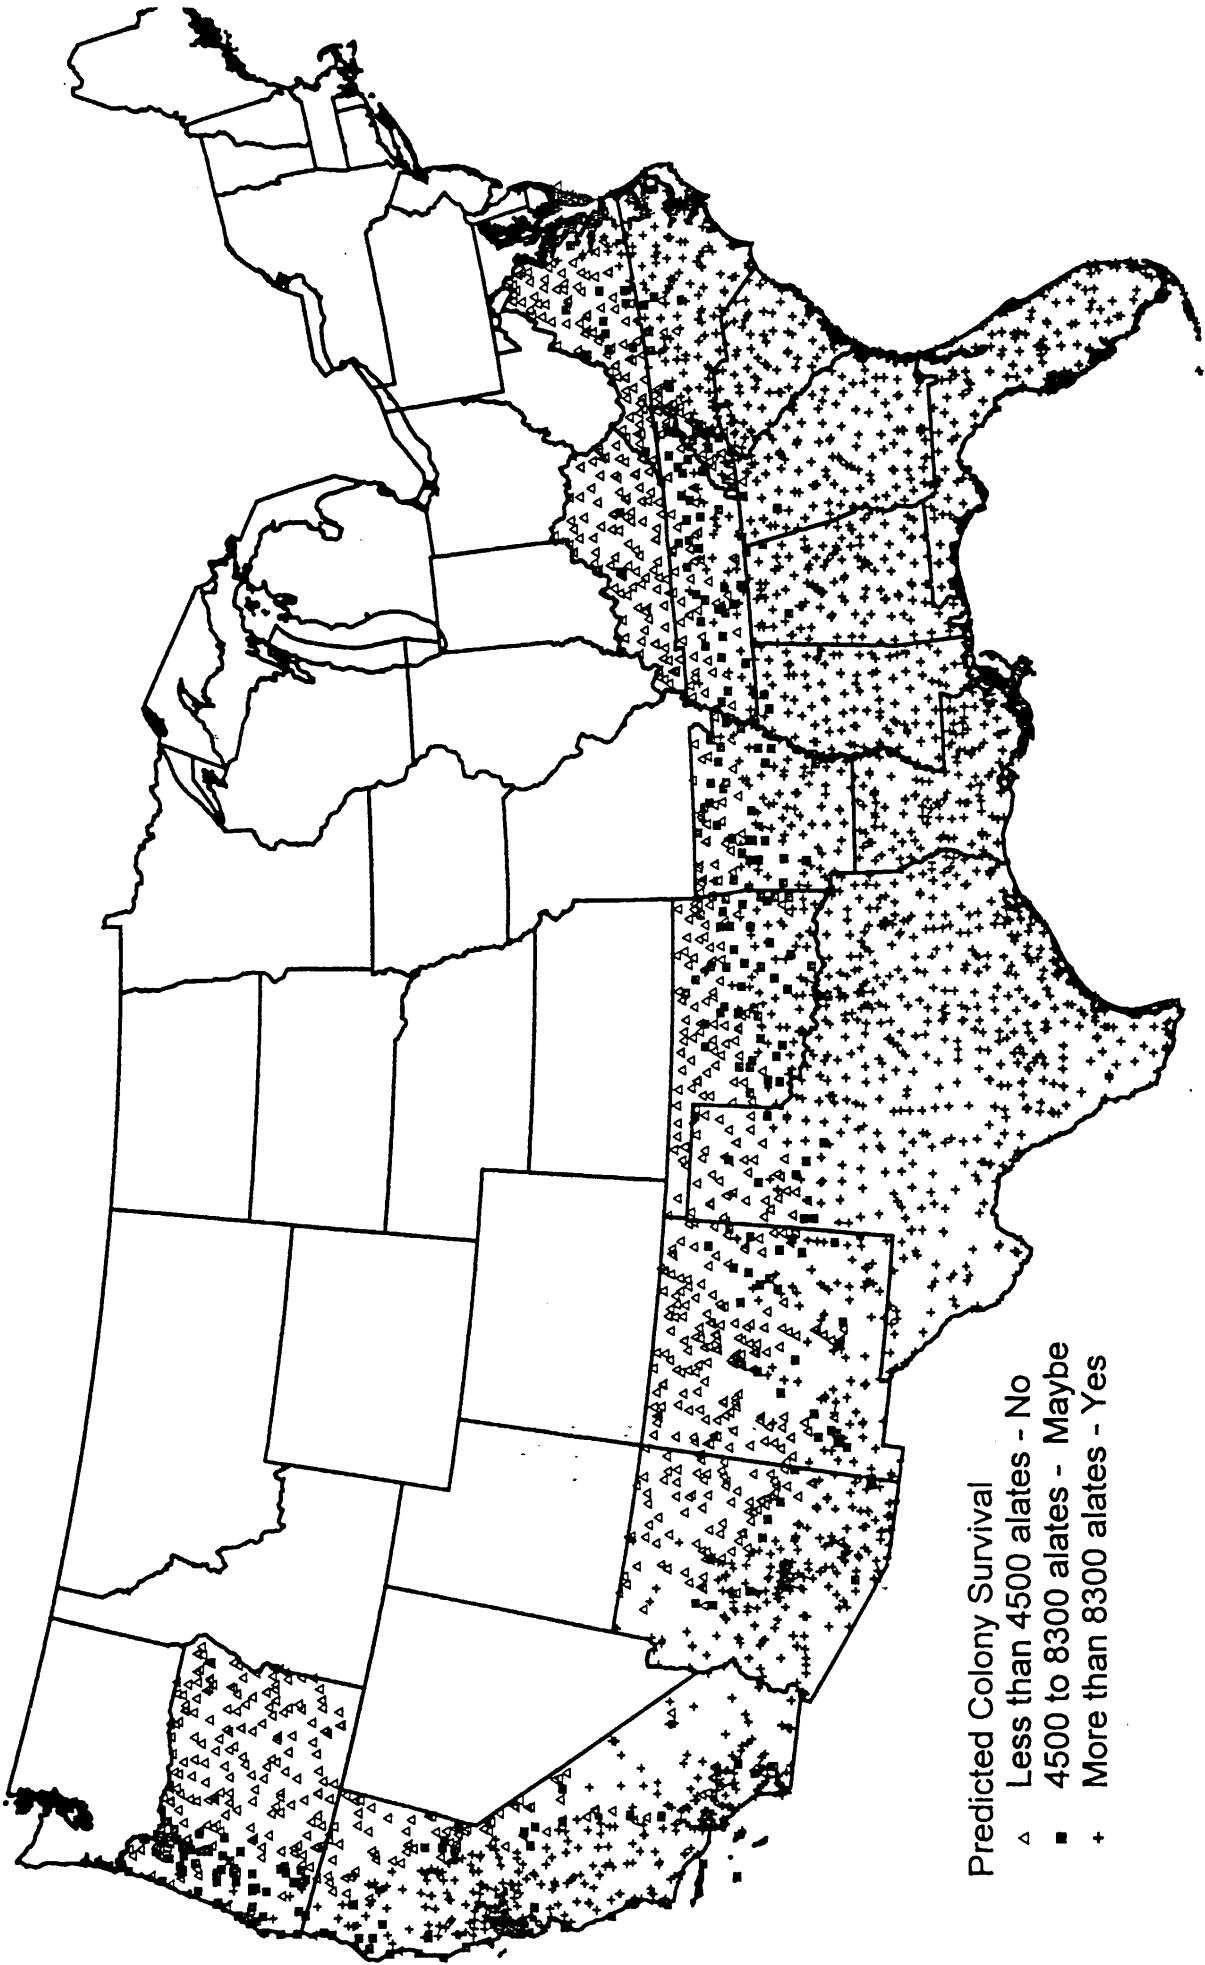 Predicted Colony Survival
△ Less than 4500 alates - No
■ 4500 to 8300 alates - Maybe
+ More than 8300 alates - Yes